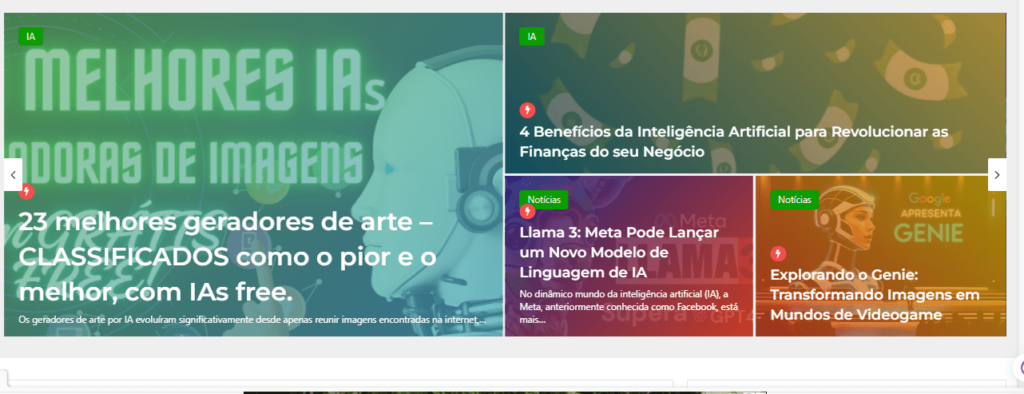 IA
MELHORES IAs
ADORAS DE IMAGENS
23 melhores geradores de arte –
CLASSIFICADOS como o pior e o
melhor, com IAs free.
Os geradores de arte por IA evoluíram significativamente desde apenas reunir imagens encontradas na internet,...
IA
4 Benefícios da Inteligência Artificial para Revolucionar as
Finanças do seu Negócio
Notícias
Meta
LAMA3
Llama 3: Meta Pode Lançar
um Novo Modelo de
Linguagem de IA
No dinâmico mundo da inteligência artificial (IA), a
Meta, anteriormente conhecida como Facebook, está
mais...
Supera
GPT4
Notícias
Google
APRESENTA
GENIE
Explorando o Genie:
Transformando Imagens em
Mundos de Videogame